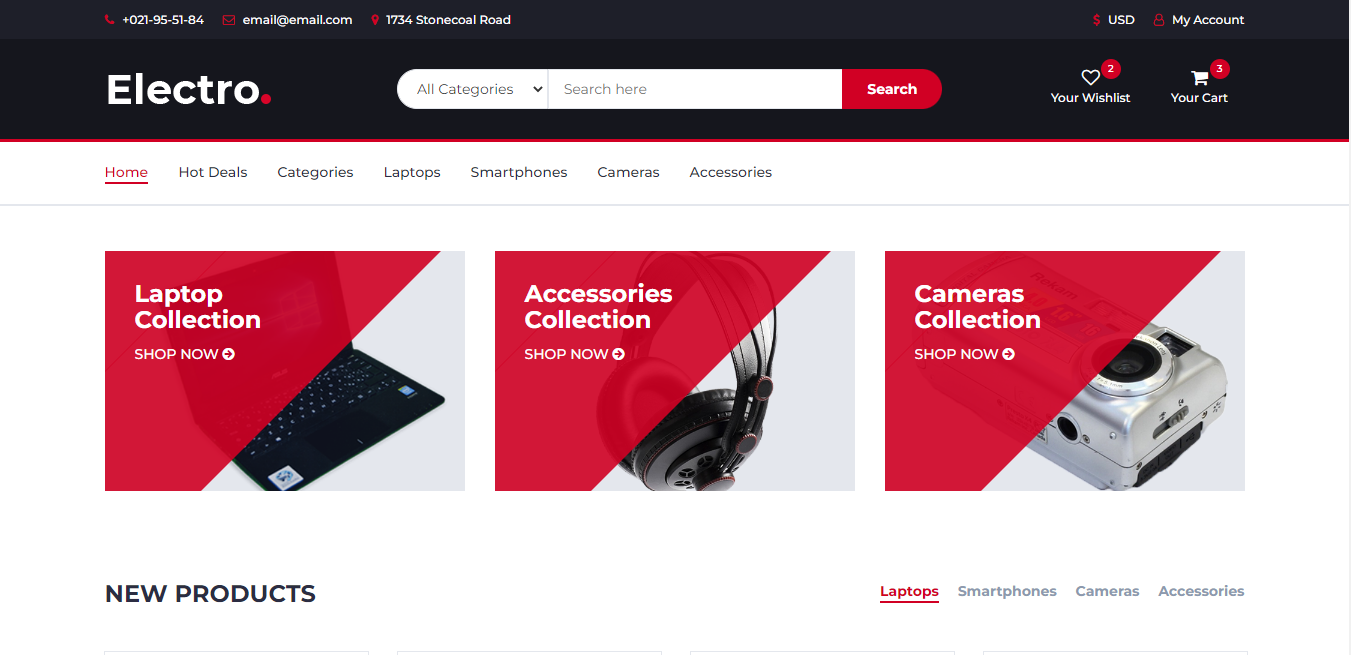 +021-95-51-84 email@email.com 1734 Stonecoal Road $ USD My Account
Electro. All Categories Search here Search 2 3
Your Wishlist Your Cart
Home Hot Deals Categories Laptops Smartphones Cameras Accessories
Laptop
Collection
SHOP NOW
Accessories
Collection
SHOP NOW
Cameras
Collection
SHOP NOW
Rekam
NEW PRODUCTS Laptops Smartphones Cameras Accessories